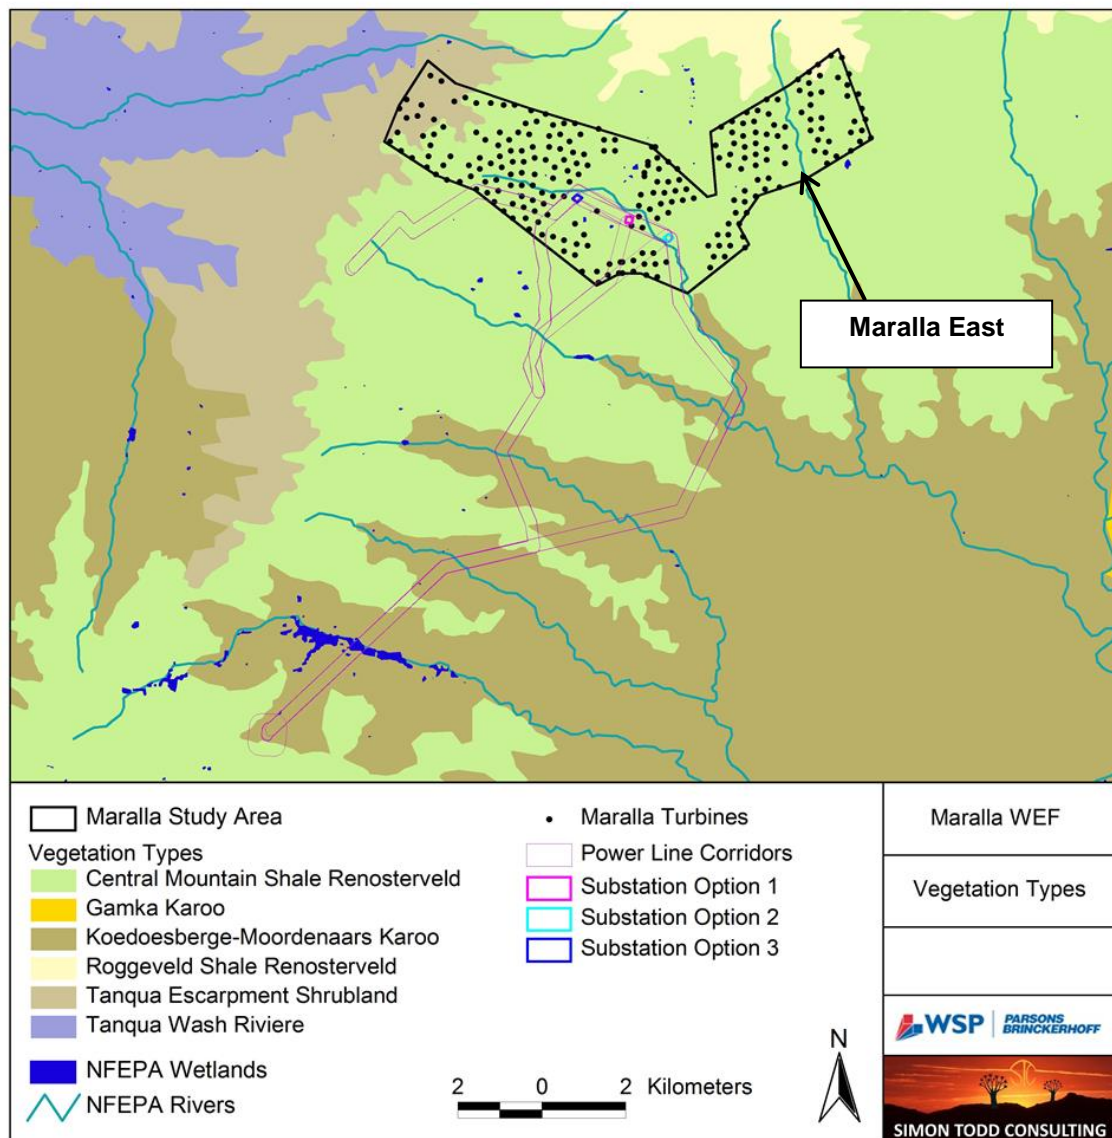 Maralla East
Maralla Study Area
Vegetation Types
Central Mountain Shale Renosterveld
Gamka Karoo
Koedoesberge-Moordenaars Karoo
Roggeveld Shale Renosterveld
Tanqua Escarpment Shrubland
Tanqua Wash Riviere
NFEPA Wetlands
NFEPA Rivers
Maralla Turbines
Power Line Corridors
Substation Option 1
Substation Option 2
Substation Option 3
2 0 2 Kilometers
N
Maralla WEF
Vegetation Types
WSP PARSONS
BRINCKERHOFF
SIMON TODD CONSULTING